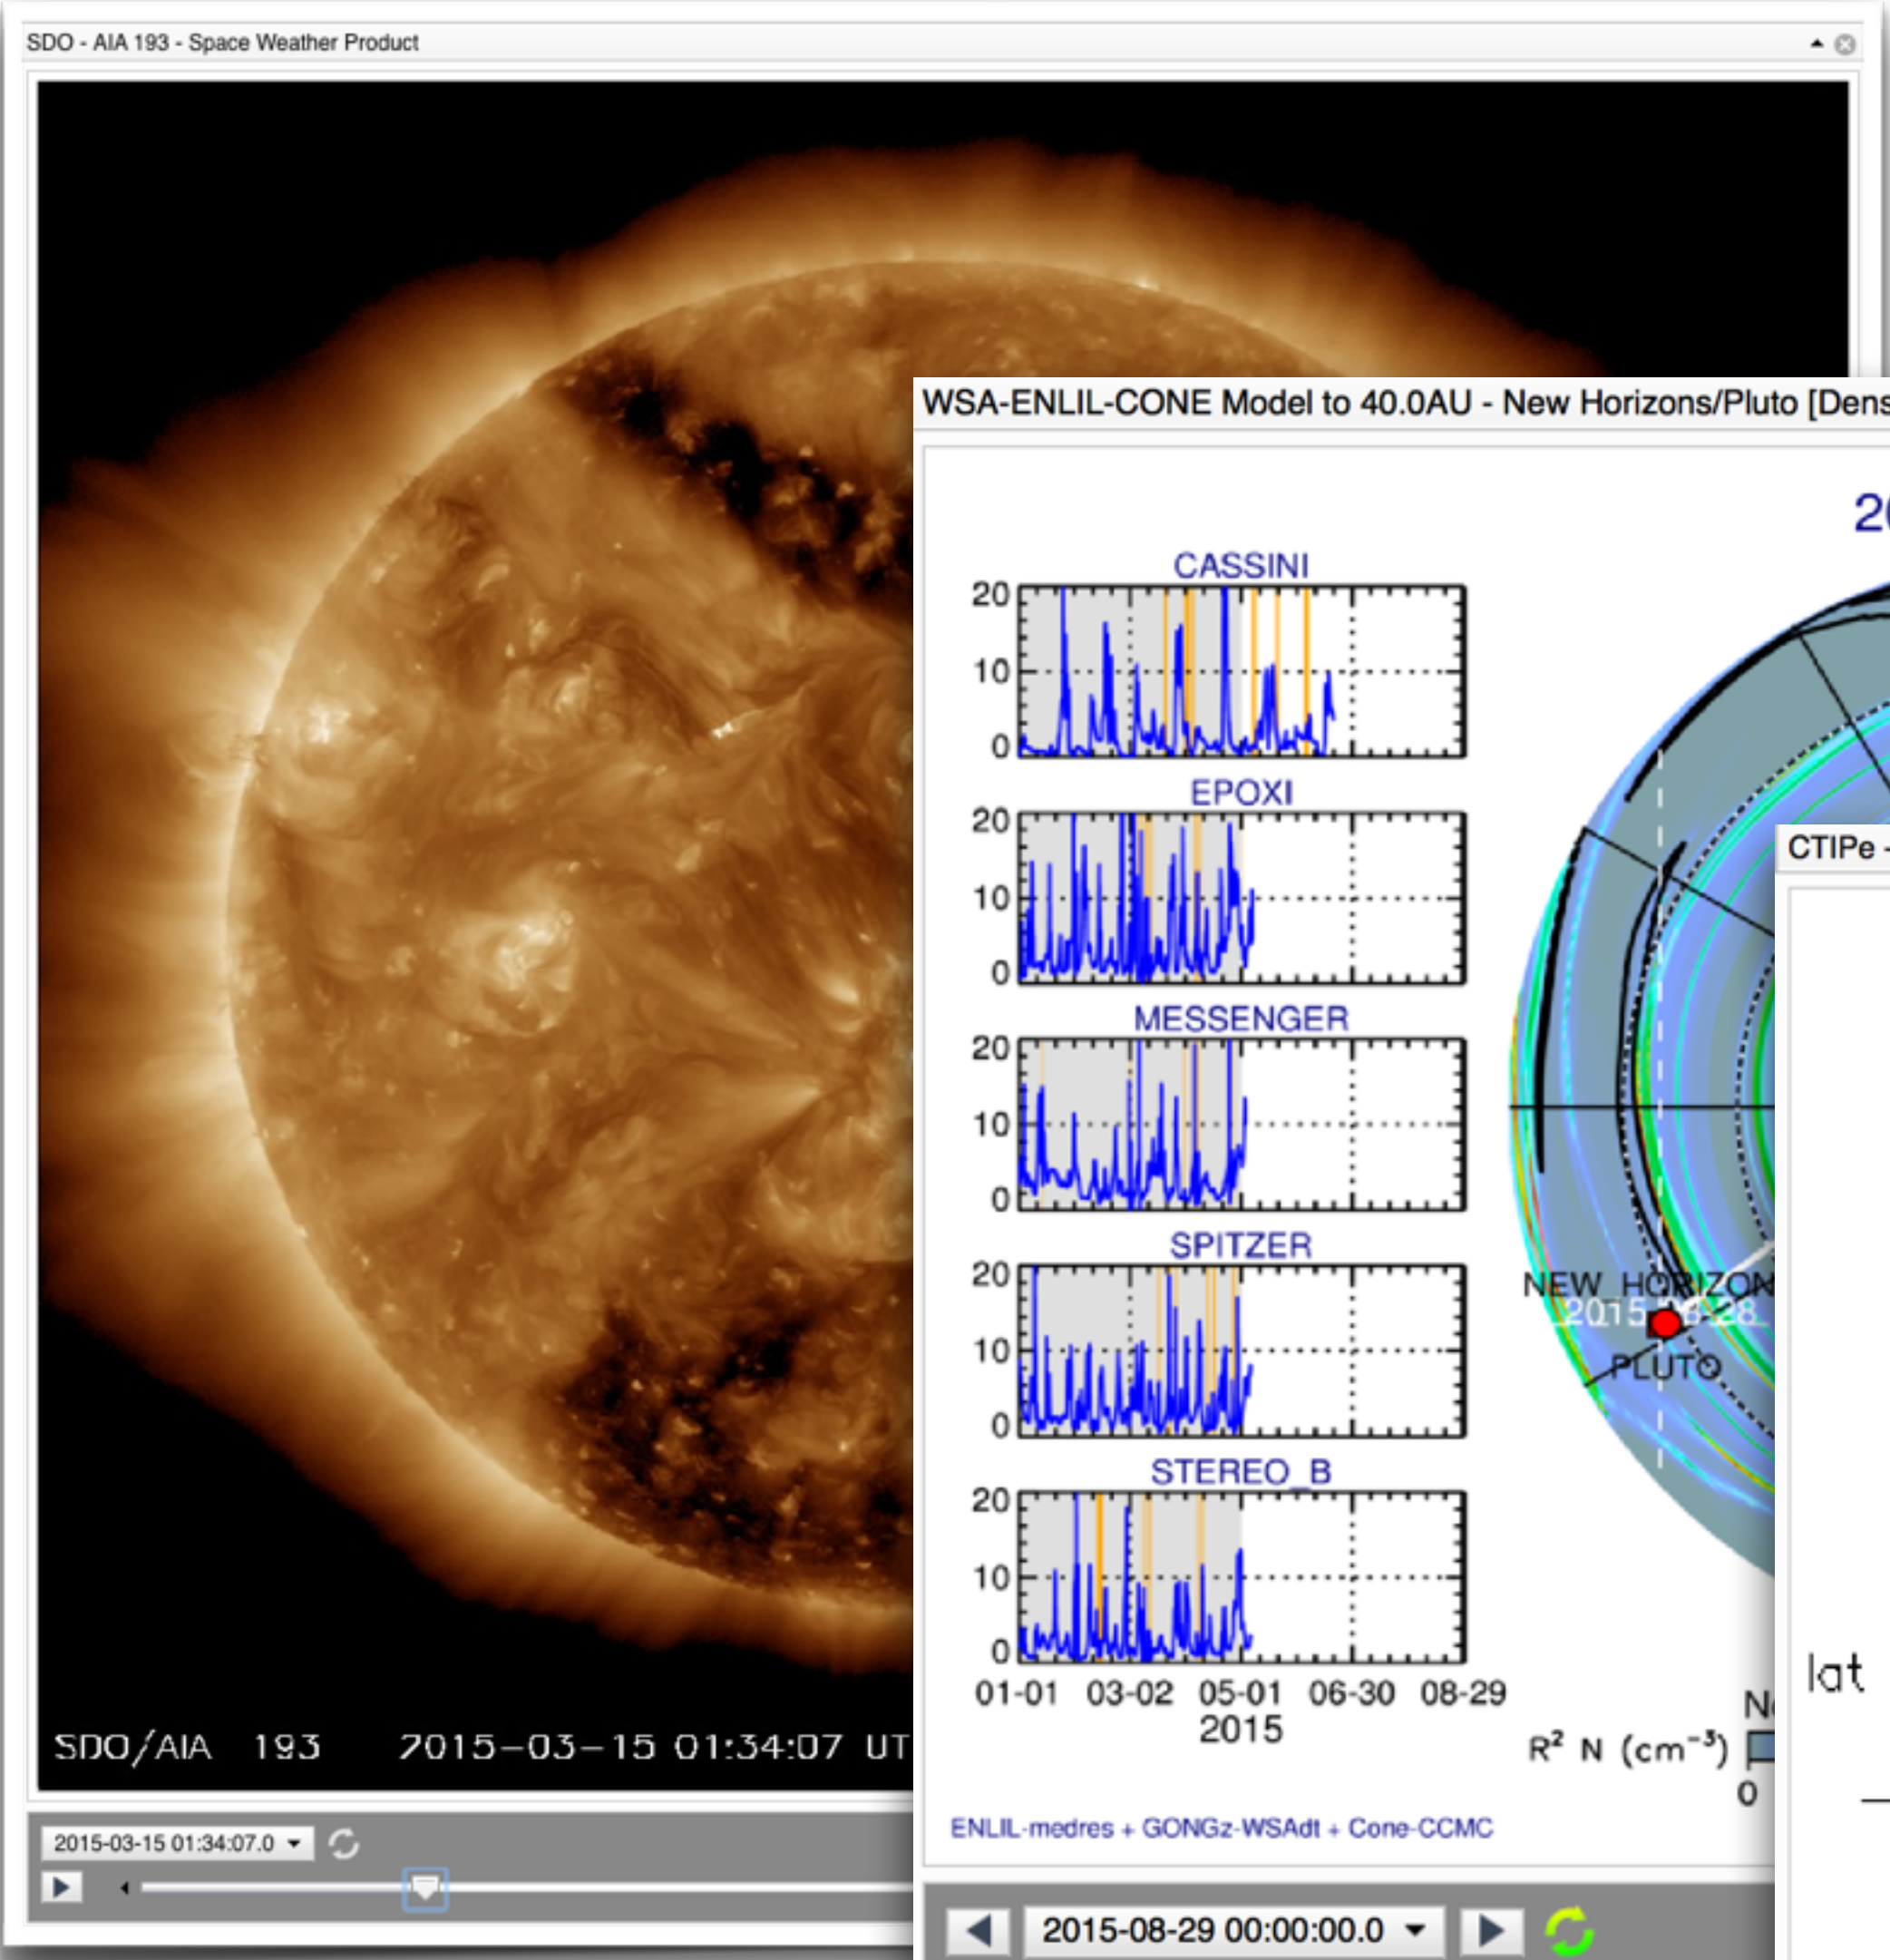 SDO - AIA 193 - Space Weather Product
SDO/AIA 193 2015-03-15 01:34:07 UT
2015-03-15 01:34:07.0
WSA-ENLIL-CONE Model to 40.0AU - New Horizons/Pluto [Dens
20
CASSINI
20
10
0
EPOXI
20
10
0
MESSENGER
20
10
0
SPITZER
20
10
0
STEREO_B
20
10
0
01-01 03-02 05-01 06-30 08-29
2015
NEW_HORIZON
2015
28
PLUTO
R² N (cm⁻³)
0
ENLIL-medres + GONGz-WSAdt + Cone-CCMC
2015-08-29 00:00:00.0
CTIPe -
lat